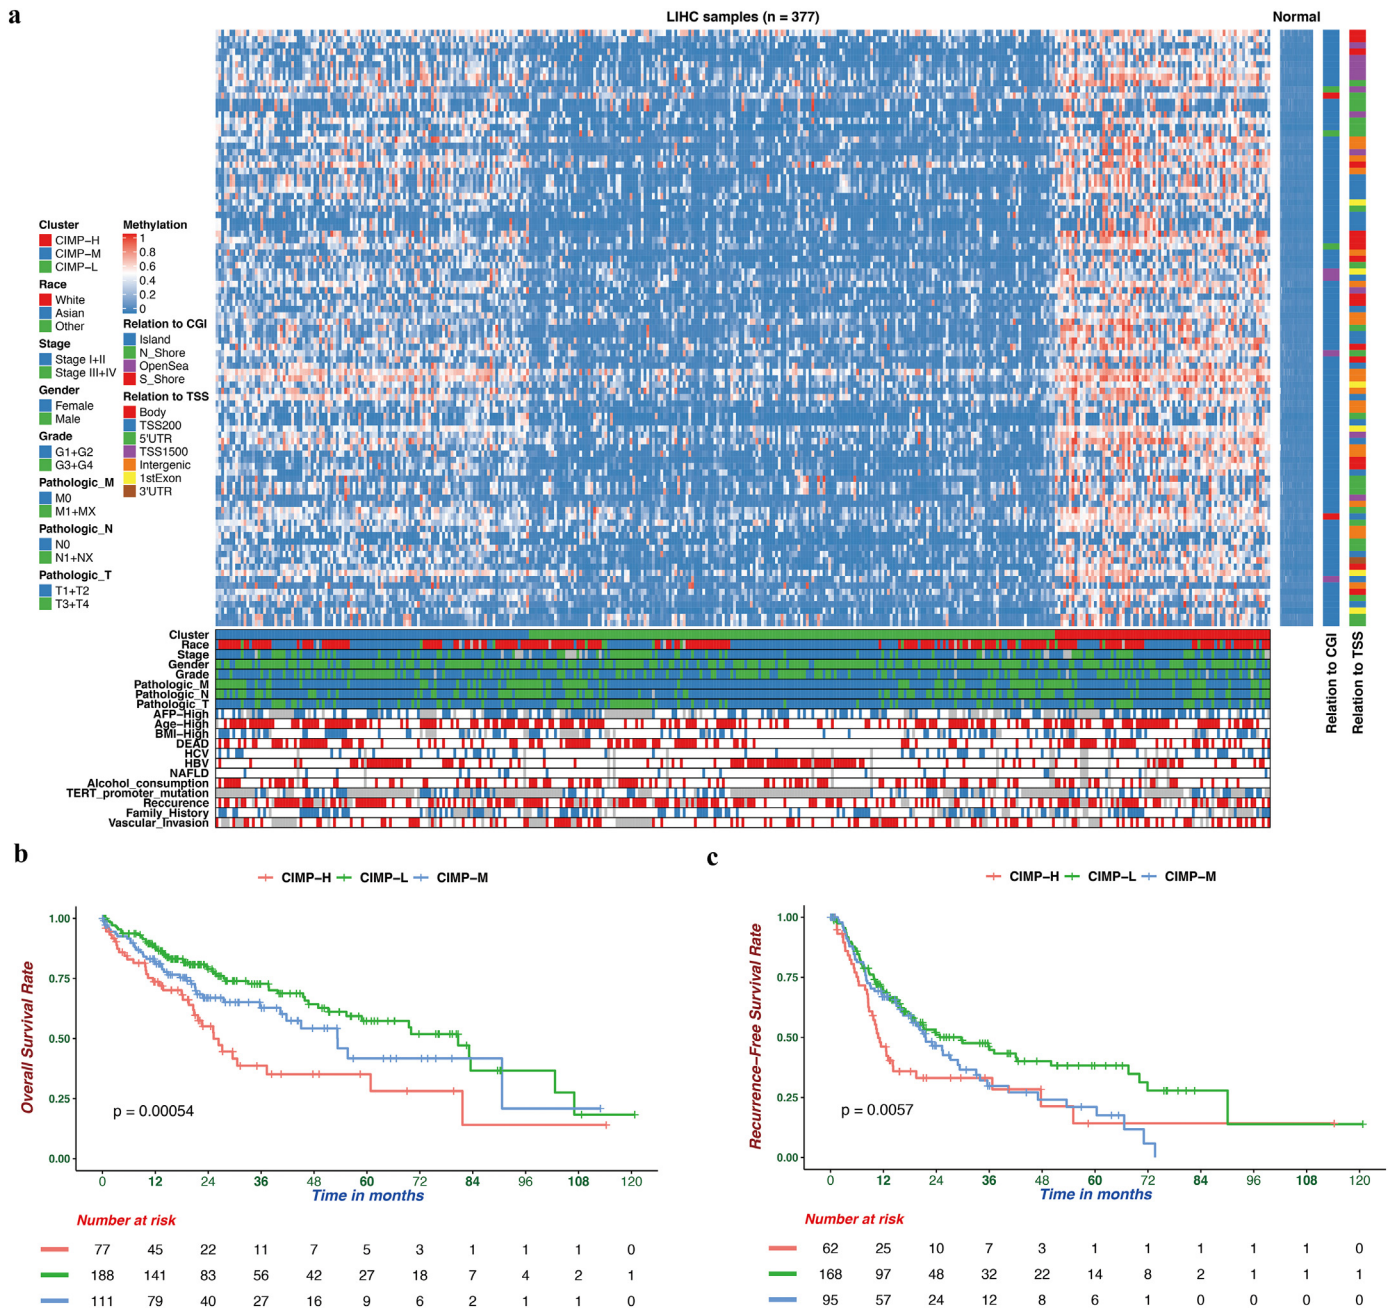 a
LIHC samples (n = 377)
Normal
Cluster
CIMP-H
CIMP-M
CIMP-L
Race
White
Asian
Other
Stage
Stage I+II
Stage III+IV
Gender
Female
Male
Grade
G1+G2
G3+G4
Pathologic_M
M0
M1+MX
Pathologic_N
N0
N1+NX
Pathologic_T
T1+T2
T3+T4
Methylation
1
0.8
0.6
0.4
0.2
0
Relation to CGI
Island
N_Shore
OpenSea
S_Shore
Relation to TSS
Body
TSS200
5'UTR
TSS1500
Intergenic
1stExon
3'UTR
Cluster
Race
Stage
Gender
Grade
Pathologic_M
Pathologic_N
Pathologic_T
AFP-High
Age-High
BMI-High
DEAD
HCV
HBV
NAFLD
Alcohol_consumption
TERT_promoter_mutation
Reccurence
Family_History
Vascular_Invasion
Relation to CGI
Relation to TSS
b
CIMP-H CIMP-L CIMP-M
Overall Survival Rate
1.00
0.75
0.50
0.25
0.00
p = 0.00054
0 12 24 36 48 60 72 84 96 108 120
Time in months
Number at risk
77 45 22 11 7 5 3 1 1 1 0
188 141 83 56 42 27 18 7 4 2 1
111 79 40 27 16 9 6 2 1 1 0
c
CIMP-H CIMP-L CIMP-M
Recurrence-Free Survival Rate
1.00
0.75
0.50
0.25
0.00
p = 0.0057
0 12 24 36 48 60 72 84 96 108 120
Time in months
Number at risk
62 25 10 7 3 1 1 1 1 1 0
168 97 48 32 22 14 8 2 1 1 1
95 57 24 12 8 6 1 0 0 0 0